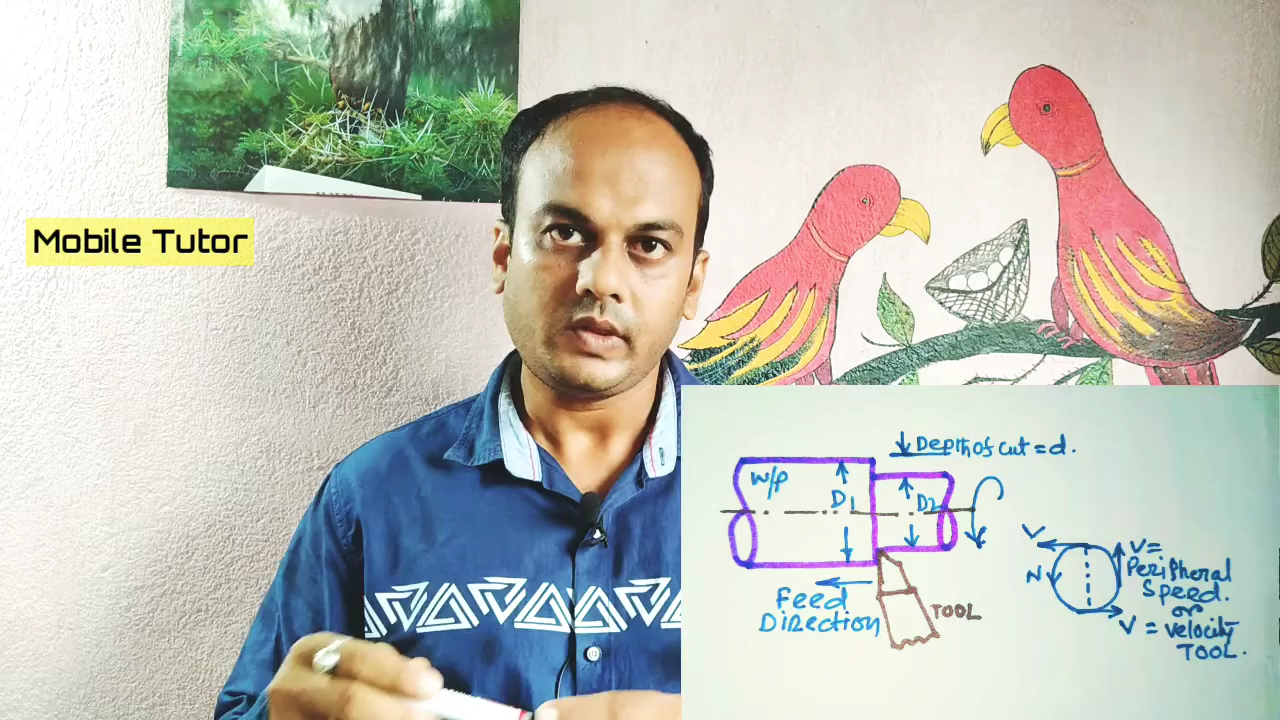 Mobile Tutor
Depth of cut = d.
W/P
D1
D2
V
N
V =
Peripheral
Speed.
or
V = velocity
TOOL.
Feed
Direction
TOOL